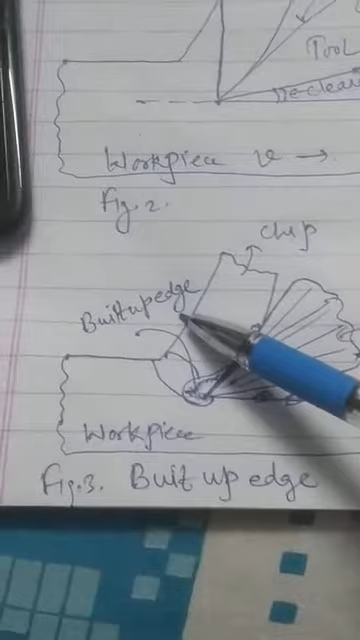 Tool
Workpiece v →
Fig. 2.
chip
Built up edge
Workpiece
Fig. 3. Built up edge